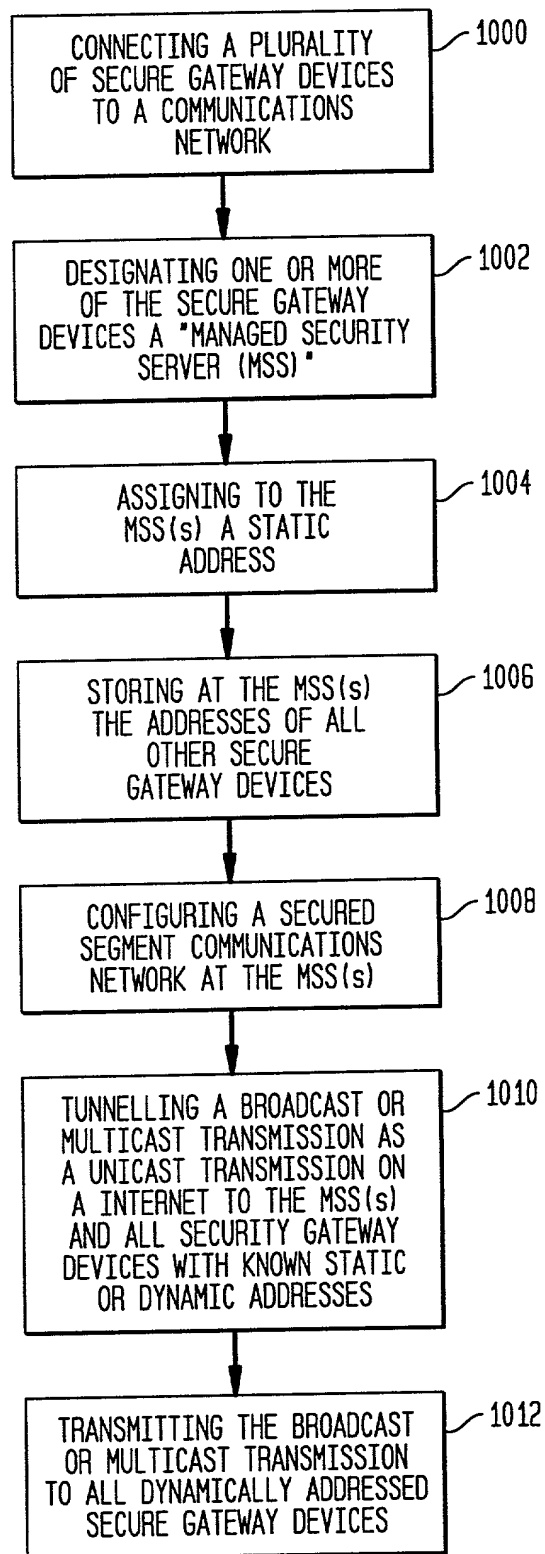 CONNECTING A PLURALITY
OF SECURE GATEWAY DEVICES
TO A COMMUNICATIONS
NETWORK
1000
DESIGNATING ONE OR MORE
OF THE SECURE GATEWAY
DEVICES A "MANAGED SECURITY
SERVER (MSS)"
1002
ASSIGNING TO THE
MSS(s) A STATIC
ADDRESS
1004
STORING AT THE MSS(s)
THE ADDRESSES OF ALL
OTHER SECURE
GATEWAY DEVICES
1006
CONFIGURING A SECURED
SEGMENT COMMUNICATIONS
NETWORK AT THE MSS(s)
1008
TUNNELLING A BROADCAST OR
MULTICAST TRANSMISSION AS
A UNICAST TRANSMISSION ON
A INTERNET TO THE MSS(s)
AND ALL SECURITY GATEWAY
DEVICES WITH KNOWN STATIC
OR DYNAMIC ADDRESSES
1010
TRANSMITTING THE BROADCAST
OR MULTICAST TRANSMISSION
TO ALL DYNAMICALLY ADDRESSED
SECURE GATEWAY DEVICES
1012